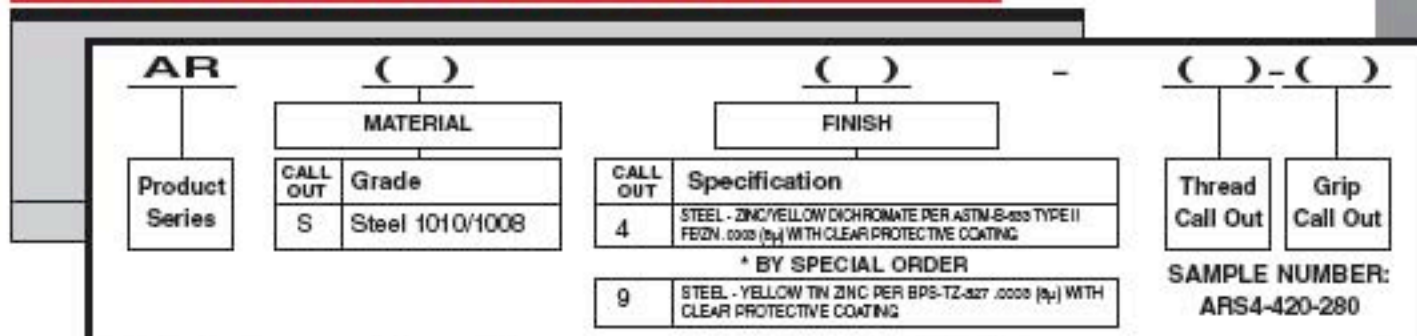 AR ( ) ( ) - ( )-( )
MATERIAL
FINISH
Product
Series
CALL
OUT
Grade
S
Steel 1010/1008
CALL
OUT
Specification
4
STEEL - ZINC/YELLOW DICHROMATE PER ASTM-B-633 TYPE II
FE/ZN .0003 (8µ) WITH CLEAR PROTECTIVE COATING
* BY SPECIAL ORDER
9
STEEL - YELLOW TIN ZINC PER BPS-TZ-827 .0003 (8µ) WITH
CLEAR PROTECTIVE COATING
Thread
Call Out
Grip
Call Out
SAMPLE NUMBER:
ARS4-420-280